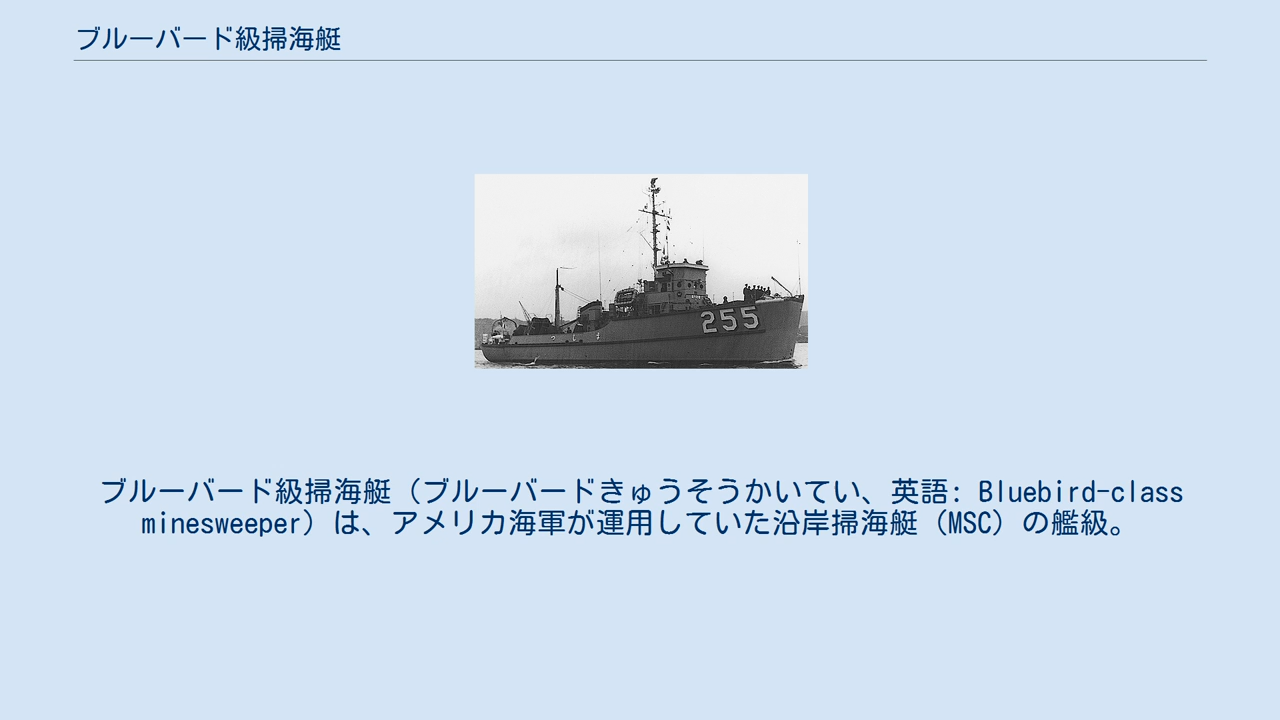 ブルーバード級掃海艇
255
ブルーバード級掃海艇（ブルーバードきゅうそうかいてい、英語: Bluebird-class
minesweeper）は、アメリカ海軍が運用していた沿岸掃海艇（MSC）の艦級。